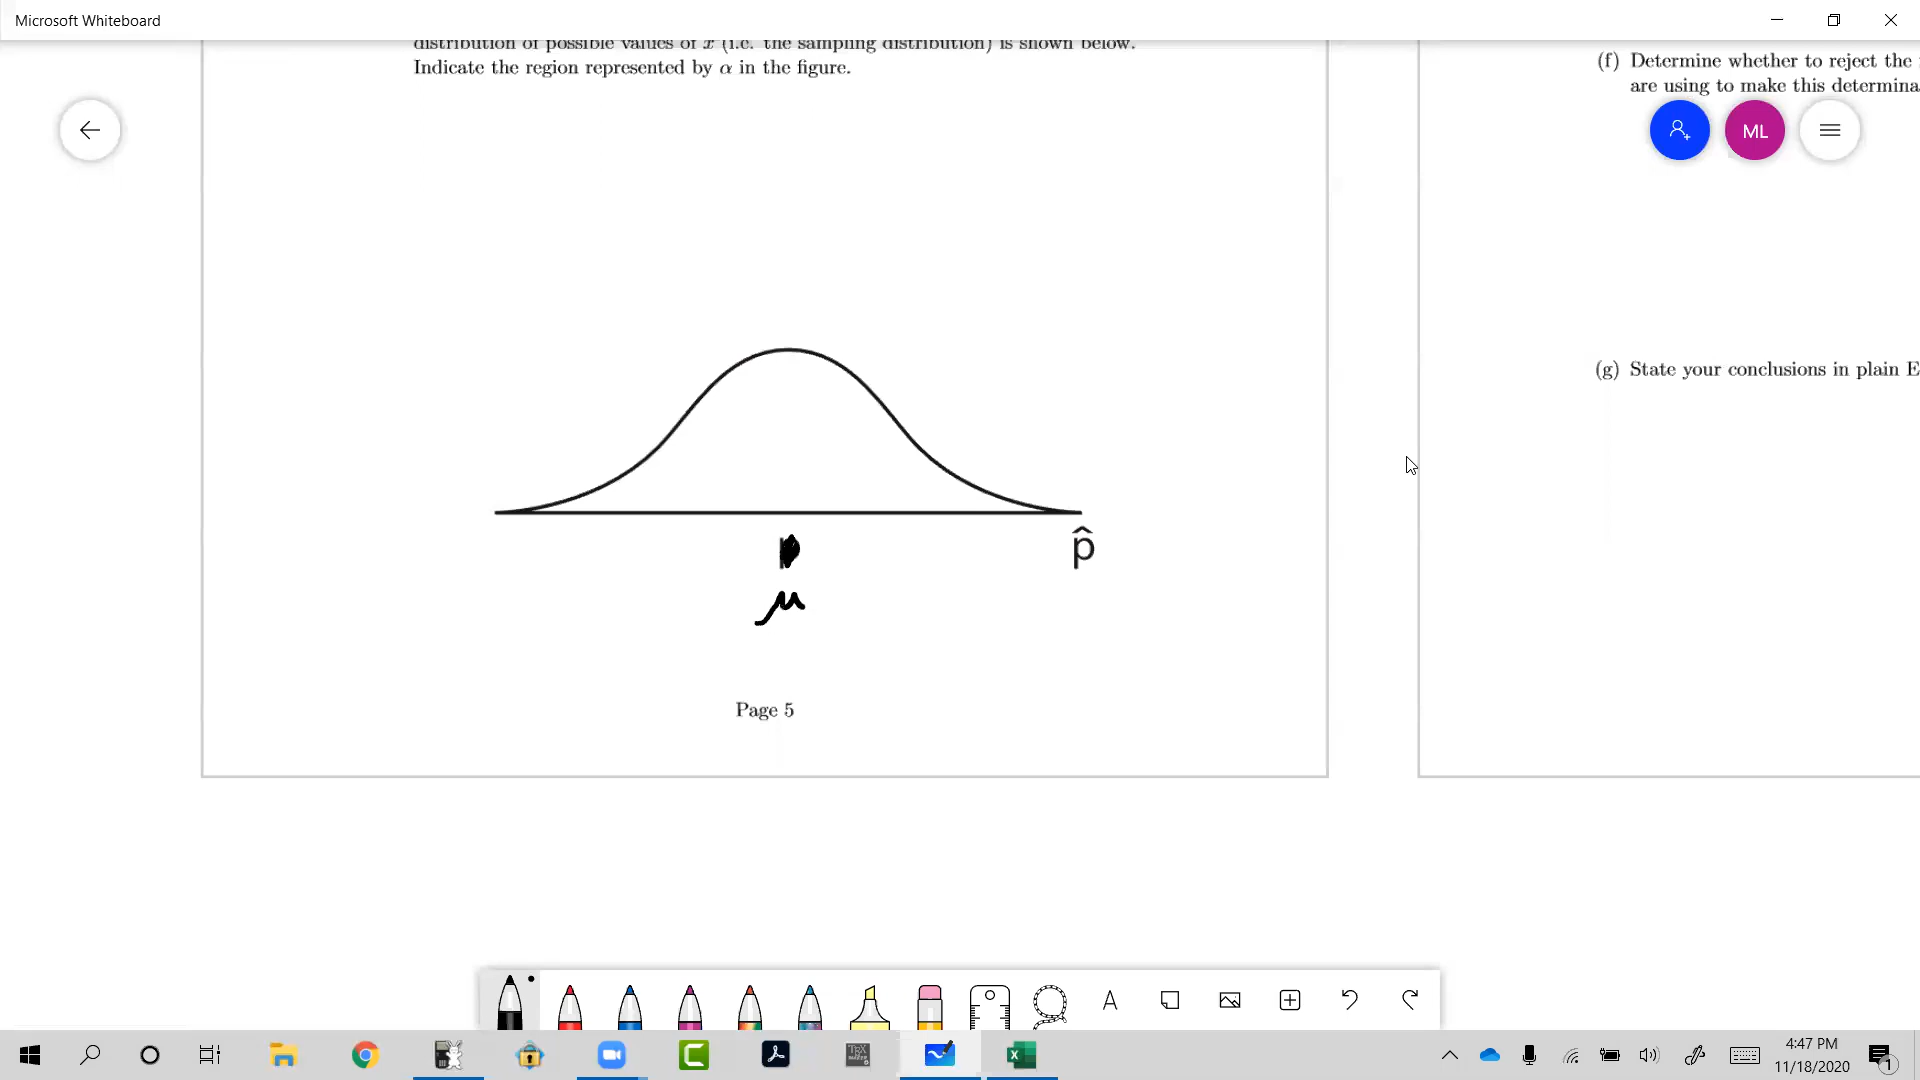 Microsoft Whiteboard
distribution of possible values of x̄ (i.e. the sampling distribution) is shown below.
Indicate the region represented by α in the figure.
p̂
μ
Page 5
(f) Determine whether to reject the
are using to make this determina
ML
(g) State your conclusions in plain E
A
4:47 PM
11/18/2020
1